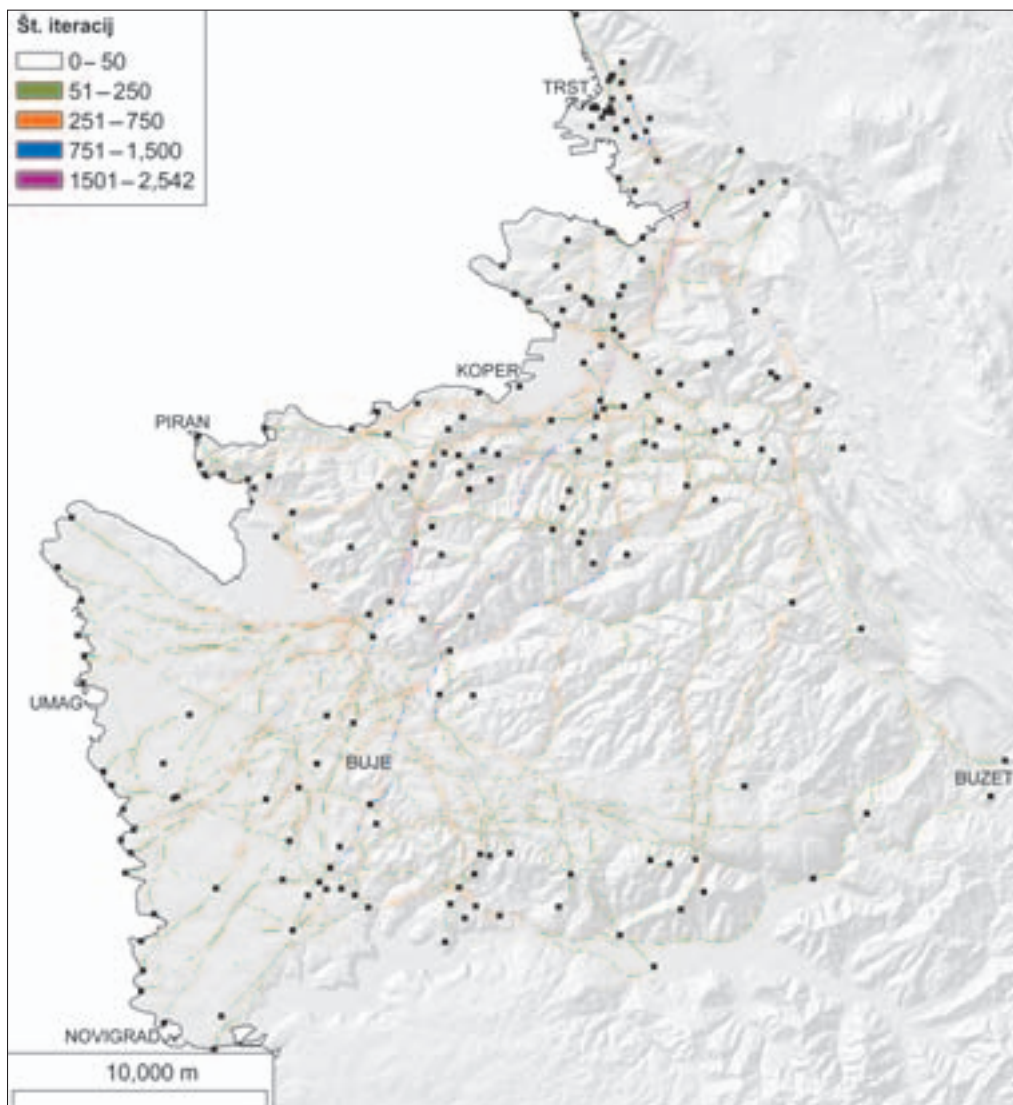 Št. iteracij
0 – 50
51 – 250
251 – 750
751 – 1,500
1501 – 2,542
TRST
KOPER
PIRAN
UMAG
BUJE
BUZET
NOVIGRAD
10,000 m